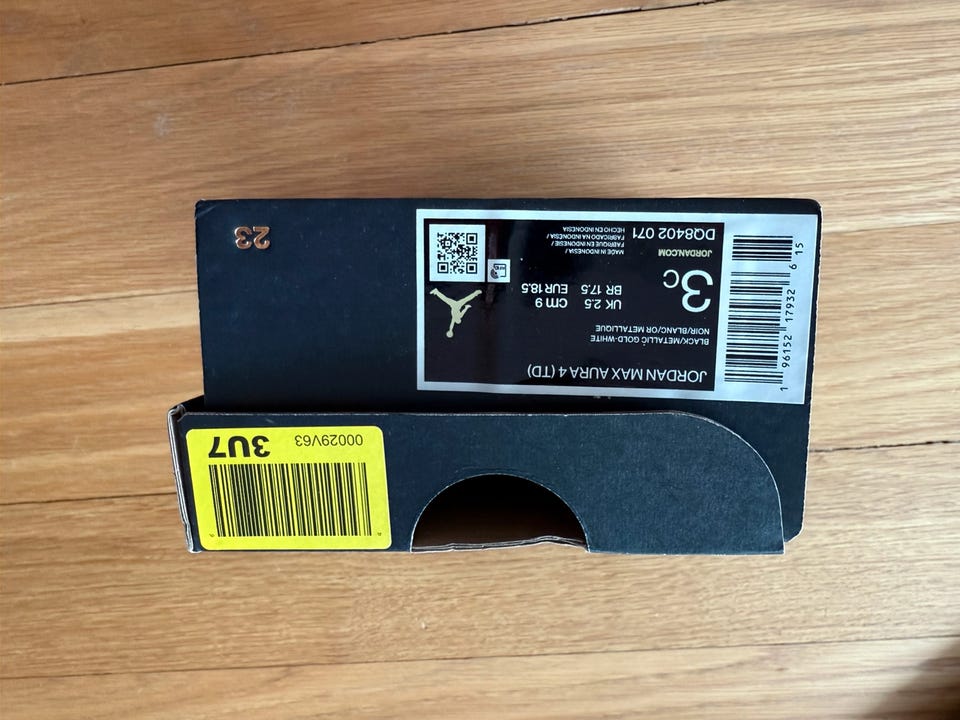 JORDAN MAX AURA 4 (TD)
BLACK/METALLIC GOLD-WHITE
NOIR/BLANC/OR METALLIQUE
3C
UK 2.5 cm 9
BR 17.5 EUR 18.5
JORDAN.COM
DQ8402 071
MADE IN INDONESIA /
FABRIQUE EN INDONESIE /
FABRICADO NA INDONESIA /
HECHO EN INDONESIA
1 96152 17932 6 15
23
00029V63 3U7